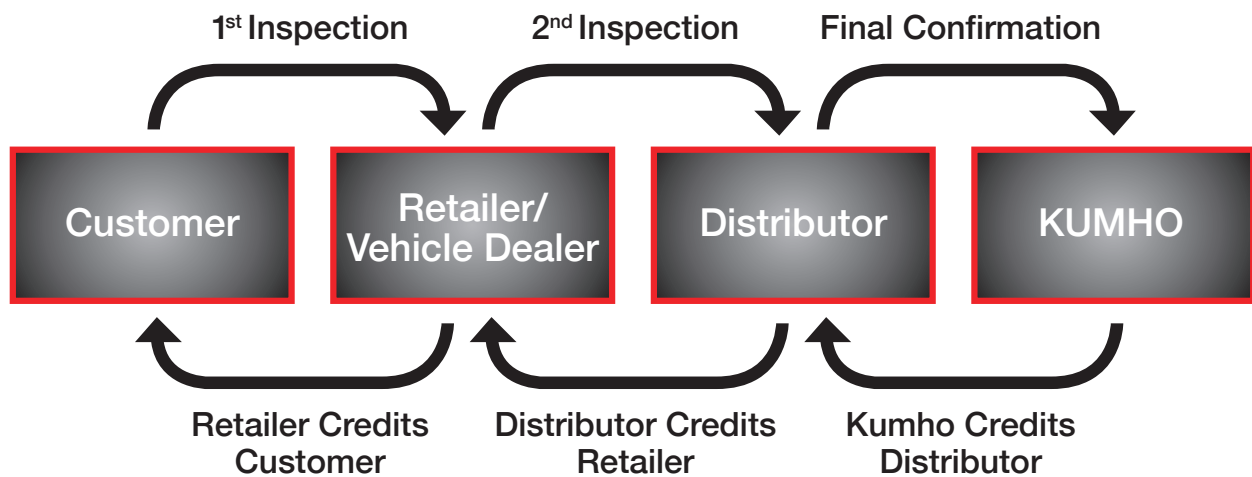 1st Inspection
2nd Inspection
Final Confirmation
Customer
Retailer/
Vehicle Dealer
Distributor
KUMHO
Retailer Credits
Customer
Distributor Credits
Retailer
Kumho Credits
Distributor